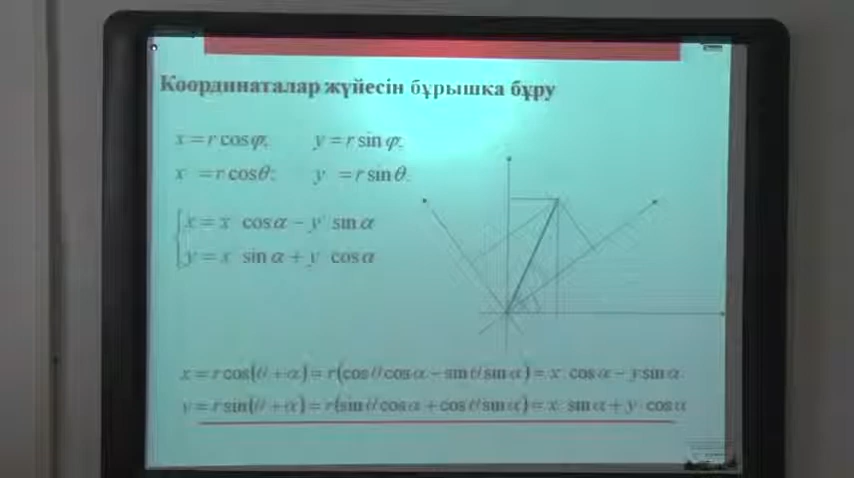 Координаталар жүйесін бұрышка бұру
x = r cos φ; y = r sin φ;
x = r cos θ; y = r sin θ.
x = x cos α − y sin α
y = x sin α + y cos α
x = r cos(θ + α) = r(cos θ cos α − sin θ sin α) = x cos α − y sin α
y = r sin(θ + α) = r(sin θ cos α + cos θ sin α) = x sin α + y cos α